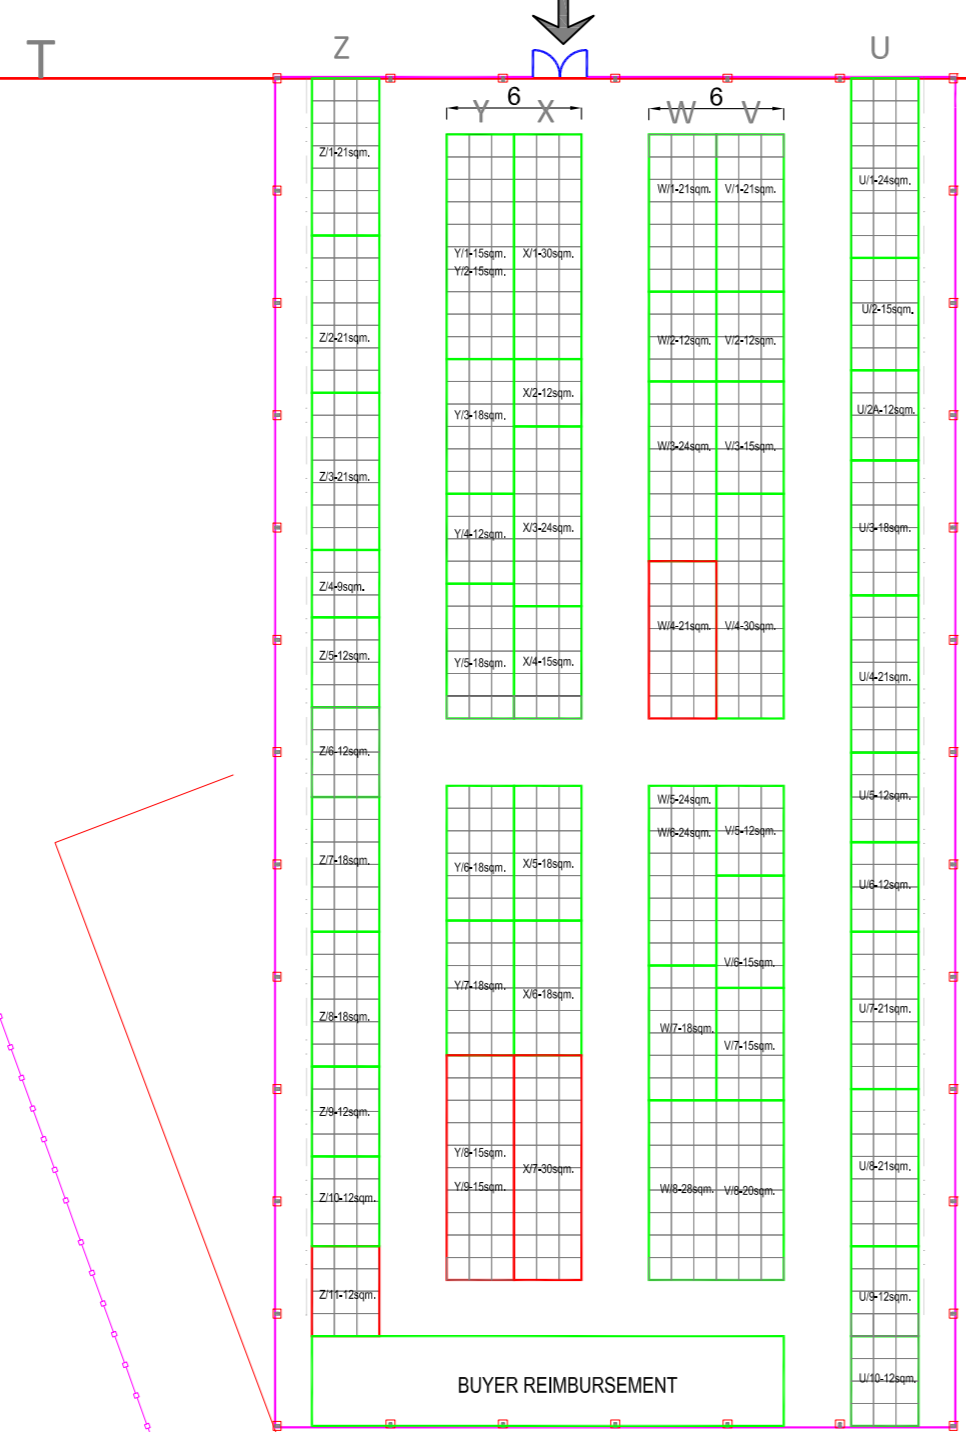 T
Z
U
6
6
Y
X
W
V
Z/1-21sqm.
Z/2-21sqm.
Z/3-21sqm.
Z/4-9sqm.
Z/5-12sqm.
Z/6-12sqm.
Z/7-18sqm.
Z/8-18sqm.
Z/9-12sqm.
Z/10-12sqm.
Z/11-12sqm.
Y/1-15sqm.
Y/2-15sqm.
Y/3-18sqm.
Y/4-12sqm.
Y/5-18sqm.
Y/6-18sqm.
Y/7-18sqm.
Y/8-15sqm.
Y/9-15sqm.
X/1-30sqm.
X/2-12sqm.
X/3-24sqm.
X/4-15sqm.
X/5-18sqm.
X/6-18sqm.
X/7-30sqm.
W/1-21sqm.
W/2-12sqm.
W/3-24sqm.
W/4-21sqm.
W/5-24sqm.
W/6-24sqm.
W/7-18sqm.
W/8-28sqm.
V/1-21sqm.
V/2-12sqm.
V/3-15sqm.
V/4-30sqm.
V/5-12sqm.
V/6-15sqm.
V/7-15sqm.
V/8-20sqm.
U/1-24sqm.
U/2-15sqm.
U/2A-12sqm.
U/3-18sqm.
U/4-21sqm.
U/5-12sqm.
U/6-12sqm.
U/7-21sqm.
U/8-21sqm.
U/9-12sqm.
U/10-12sqm.
BUYER REIMBURSEMENT